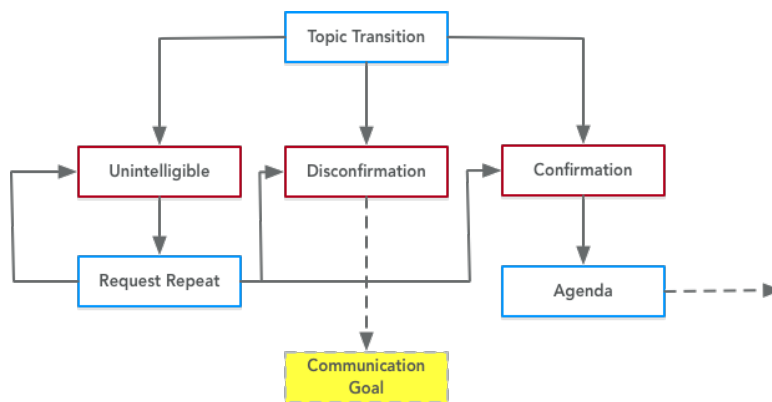 Topic Transition
Unintelligible
Disconfirmation
Confirmation
Request Repeat
Agenda
Communication
Goal